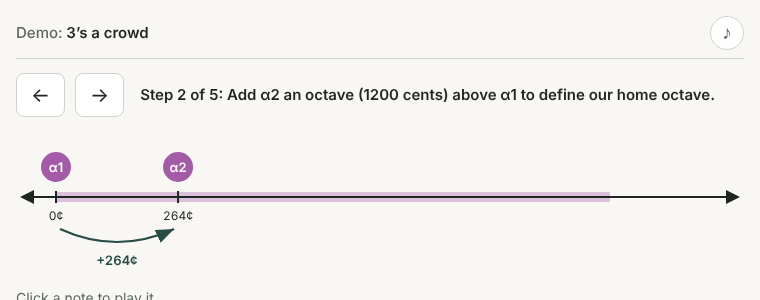 Demo: 3’s a crowd
♪
← → Step 2 of 5: Add α2 an octave (1200 cents) above α1 to define our home octave.
α1 α2
0¢ 264¢
+264¢
Click a note to play it